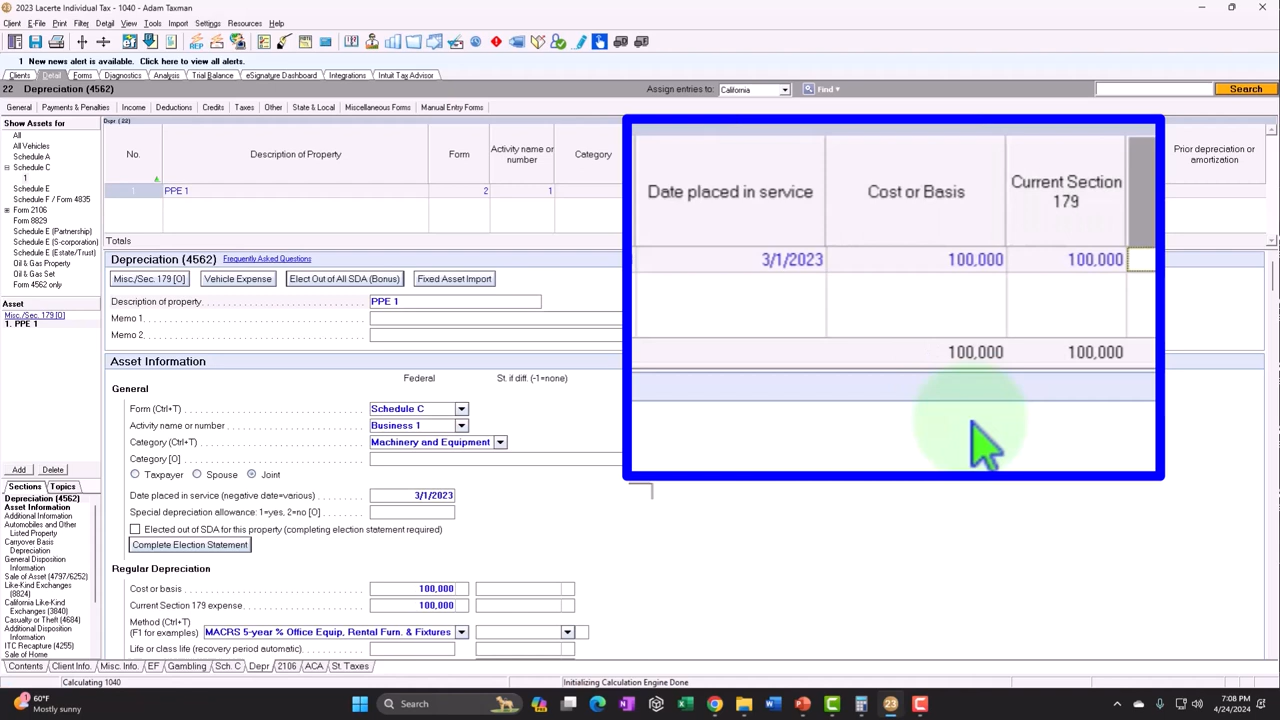 2023 Lacerte Individual Tax - 1040 - Adam Taxman
Client E-File Print Filter Detail View Tools Import Settings Resources Help
1 New news alert is available. Click here to view all alerts.
Clients Detail Forms Diagnostics Analysis Trial Balance eSignature Dashboard Integrations Intuit Tax Advisor
22 Depreciation (4562) Assign entries to: California Find Search
General Payments & Penalties Income Deductions Credits Taxes Other State & Local Miscellaneous Forms Manual Entry Forms
Show Assets for
All
All Vehicles
Schedule A
Schedule C
1
Schedule E
Schedule F / Form 4835
Form 2106
Form 8829
Schedule E (Partnership)
Schedule E (S-corporation)
Schedule E (Estate/Trust)
Oil & Gas Property
Oil & Gas Set
Form 4562 only
Asset
Misc./Sec. 179 [O]
1. PPE 1
Add Delete
Sections Topics
Depreciation (4562)
Asset Information
Additional Information
Automobiles and Other
Listed Property
Carryover Basis
Depreciation
General Disposition
Information
Sale of Asset (4797/6252)
Like-Kind Exchanges
(8824)
California Like-Kind
Exchanges (3840)
Casualty or Theft (4684)
Additional Disposition
Information
ITC Recapture (4255)
Sale of Home
Depr (22)
No. Description of Property Form Activity name or number Category Prior depreciation or amortization
1 PPE 1 2 1
Totals
Date placed in service Cost or Basis Current Section 179
3/1/2023 100,000 100,000
100,000 100,000
Depreciation (4562) Frequently Asked Questions
Misc./Sec. 179 [O] Vehicle Expense Elect Out of All SDA (Bonus) Fixed Asset Import
Description of property PPE 1
Memo 1
Memo 2
Asset Information
Federal St. if diff. (-1=none)
General
Form (Ctrl+T) Schedule C
Activity name or number Business 1
Category (Ctrl+T) Machinery and Equipment
Category [O]
Taxpayer Spouse Joint
Date placed in service (negative date=various) 3/1/2023
Special depreciation allowance: 1=yes, 2=no [O]
Elected out of SDA for this property (completing election statement required)
Complete Election Statement
Regular Depreciation
Cost or basis 100,000
Current Section 179 expense 100,000
Method (Ctrl+T)
(F1 for examples) MACRS 5-year % Office Equip, Rental Furn. & Fixtures
Life or class life (recovery period automatic)
Contents Client Info. Misc. Info. EF Gambling Sch. C Depr 2106 ACA St. Taxes
Calculating 1040 Initializing Calculation Engine Done
60°F
Mostly sunny
Search
23
7:08 PM
4/24/2024